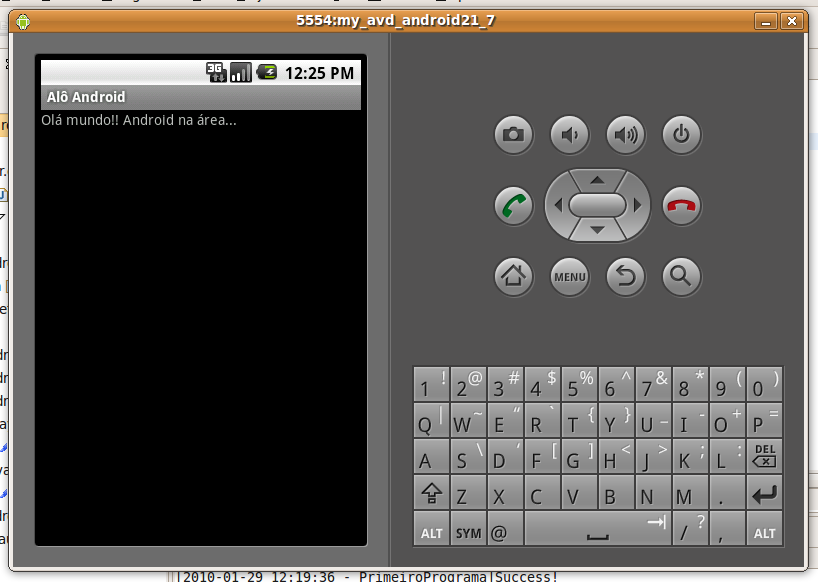 5554:my_avd_android21_7
3G 12:25 PM
Alô Android
Olá mundo!! Android na área...
MENU
1 ! 2 @ 3 # 4 $ 5 % 6 ^ 7 & 8 * 9 ( 0 )
Q | W ~ E “ R ` T { Y } U _ I - O + P =
A S \ D ' F [ G ] H < J > K ; L : DEL
Z X C V B N M .
ALT SYM @ / ? , ALT
[2010-01-29 12:19:36 - PrimeiroPrograma]Success!